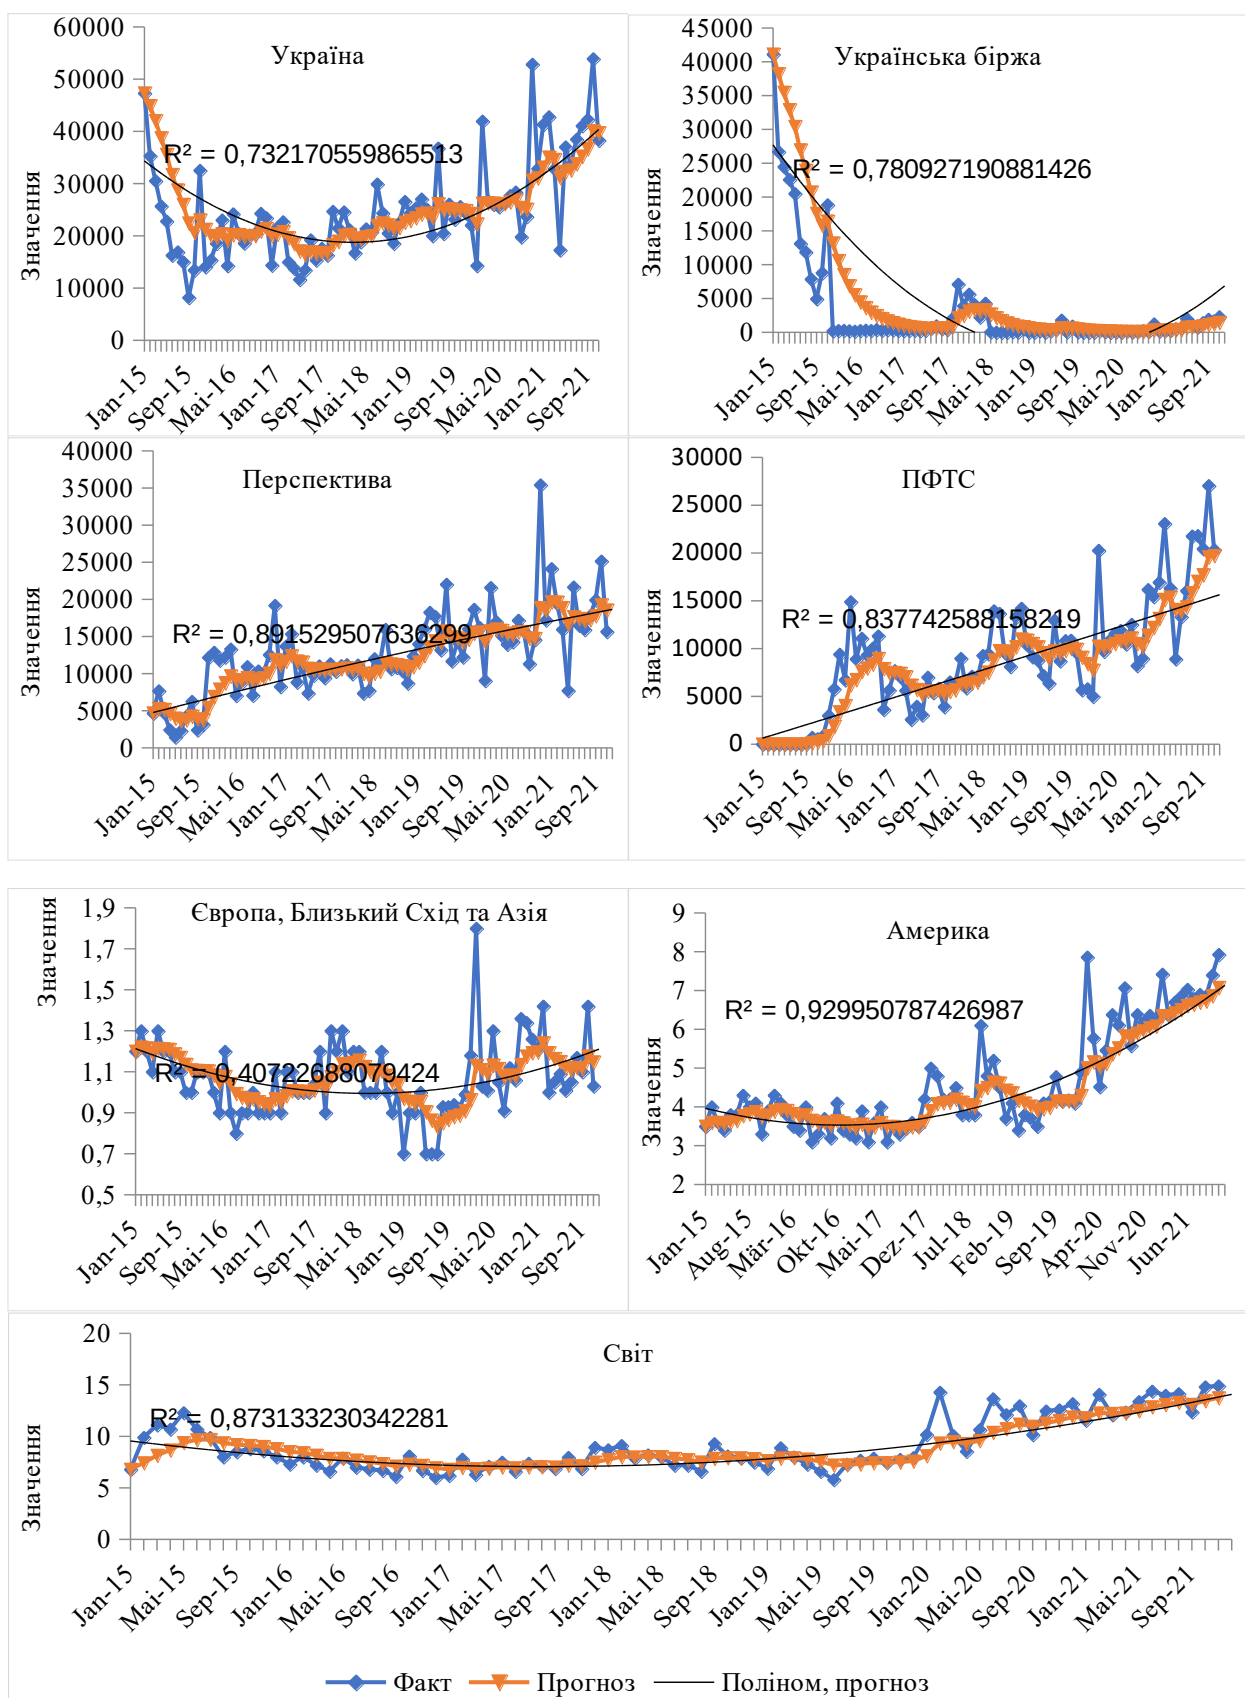 Україна
R² = 0,732170559865513
Значення
60000
50000
40000
30000
20000
10000
0
Jan-15
Sep-15
Mai-16
Jan-17
Sep-17
Mai-18
Jan-19
Sep-19
Mai-20
Jan-21
Sep-21
Українська біржа
R² = 0,780927190881426
Значення
45000
40000
35000
30000
25000
20000
15000
10000
5000
0
Jan-15
Sep-15
Mai-16
Jan-17
Sep-17
Mai-18
Jan-19
Sep-19
Mai-20
Jan-21
Sep-21
Перспектива
R² = 0,891529507636299
Значення
40000
35000
30000
25000
20000
15000
10000
5000
0
Jan-15
Sep-15
Mai-16
Jan-17
Sep-17
Mai-18
Jan-19
Sep-19
Mai-20
Jan-21
Sep-21
ПФТС
R² = 0,837742588158219
Значення
30000
25000
20000
15000
10000
5000
0
Jan-15
Sep-15
Mai-16
Jan-17
Sep-17
Mai-18
Jan-19
Sep-19
Mai-20
Jan-21
Sep-21
Європа, Близький Схід та Азія
R² = 0,40722688079424
Значення
1,9
1,7
1,5
1,3
1,1
0,9
0,7
0,5
Jan-15
Sep-15
Mai-16
Jan-17
Sep-17
Mai-18
Jan-19
Sep-19
Mai-20
Jan-21
Sep-21
Америка
R² = 0,929950787426987
Значення
9
8
7
6
5
4
3
2
Jan-15
Aug-15
Mär-16
Okt-16
Mai-17
Dez-17
Jul-18
Feb-19
Sep-19
Apr-20
Nov-20
Jun-21
Світ
R² = 0,873133230342281
Значення
20
15
10
5
0
Jan-15
Mai-15
Sep-15
Jan-16
Mai-16
Sep-16
Jan-17
Mai-17
Sep-17
Jan-18
Mai-18
Sep-18
Jan-19
Mai-19
Sep-19
Jan-20
Mai-20
Sep-20
Jan-21
Mai-21
Sep-21
Факт
Прогноз
Поліном, прогноз